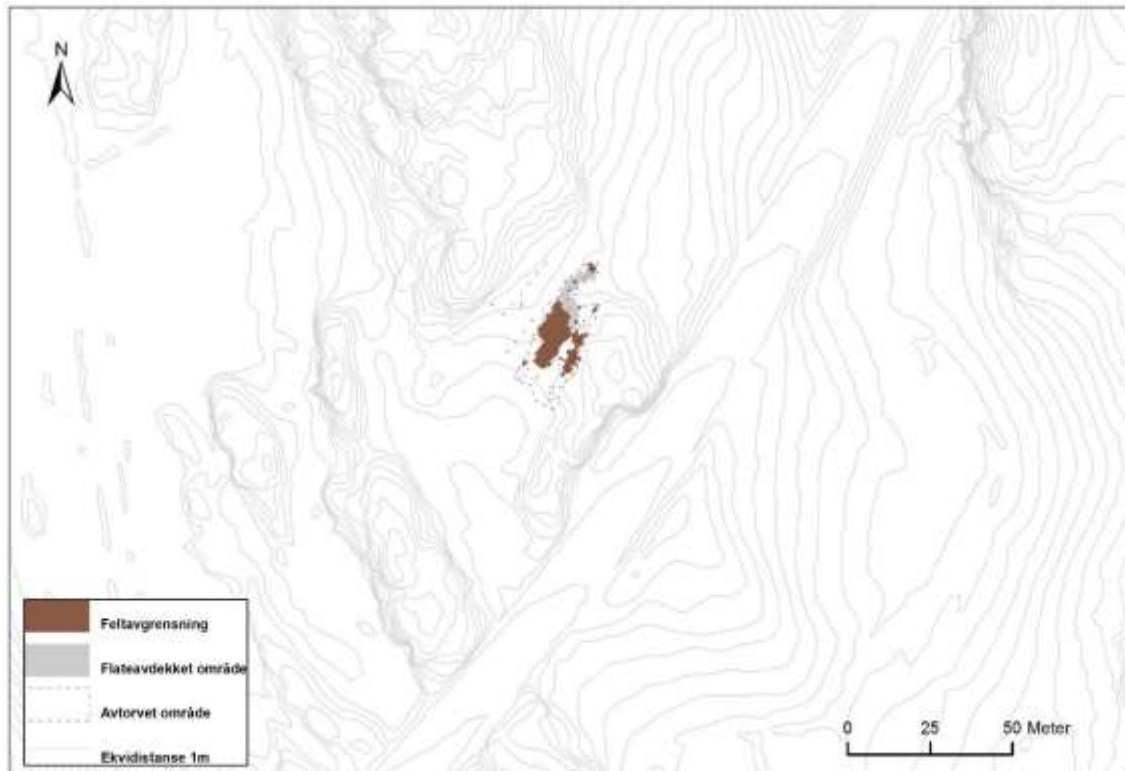 N
Feltavgrensning
Flateavdekket område
Avtorvet område
Ekvidistanse 1m
0 25 50 Meter